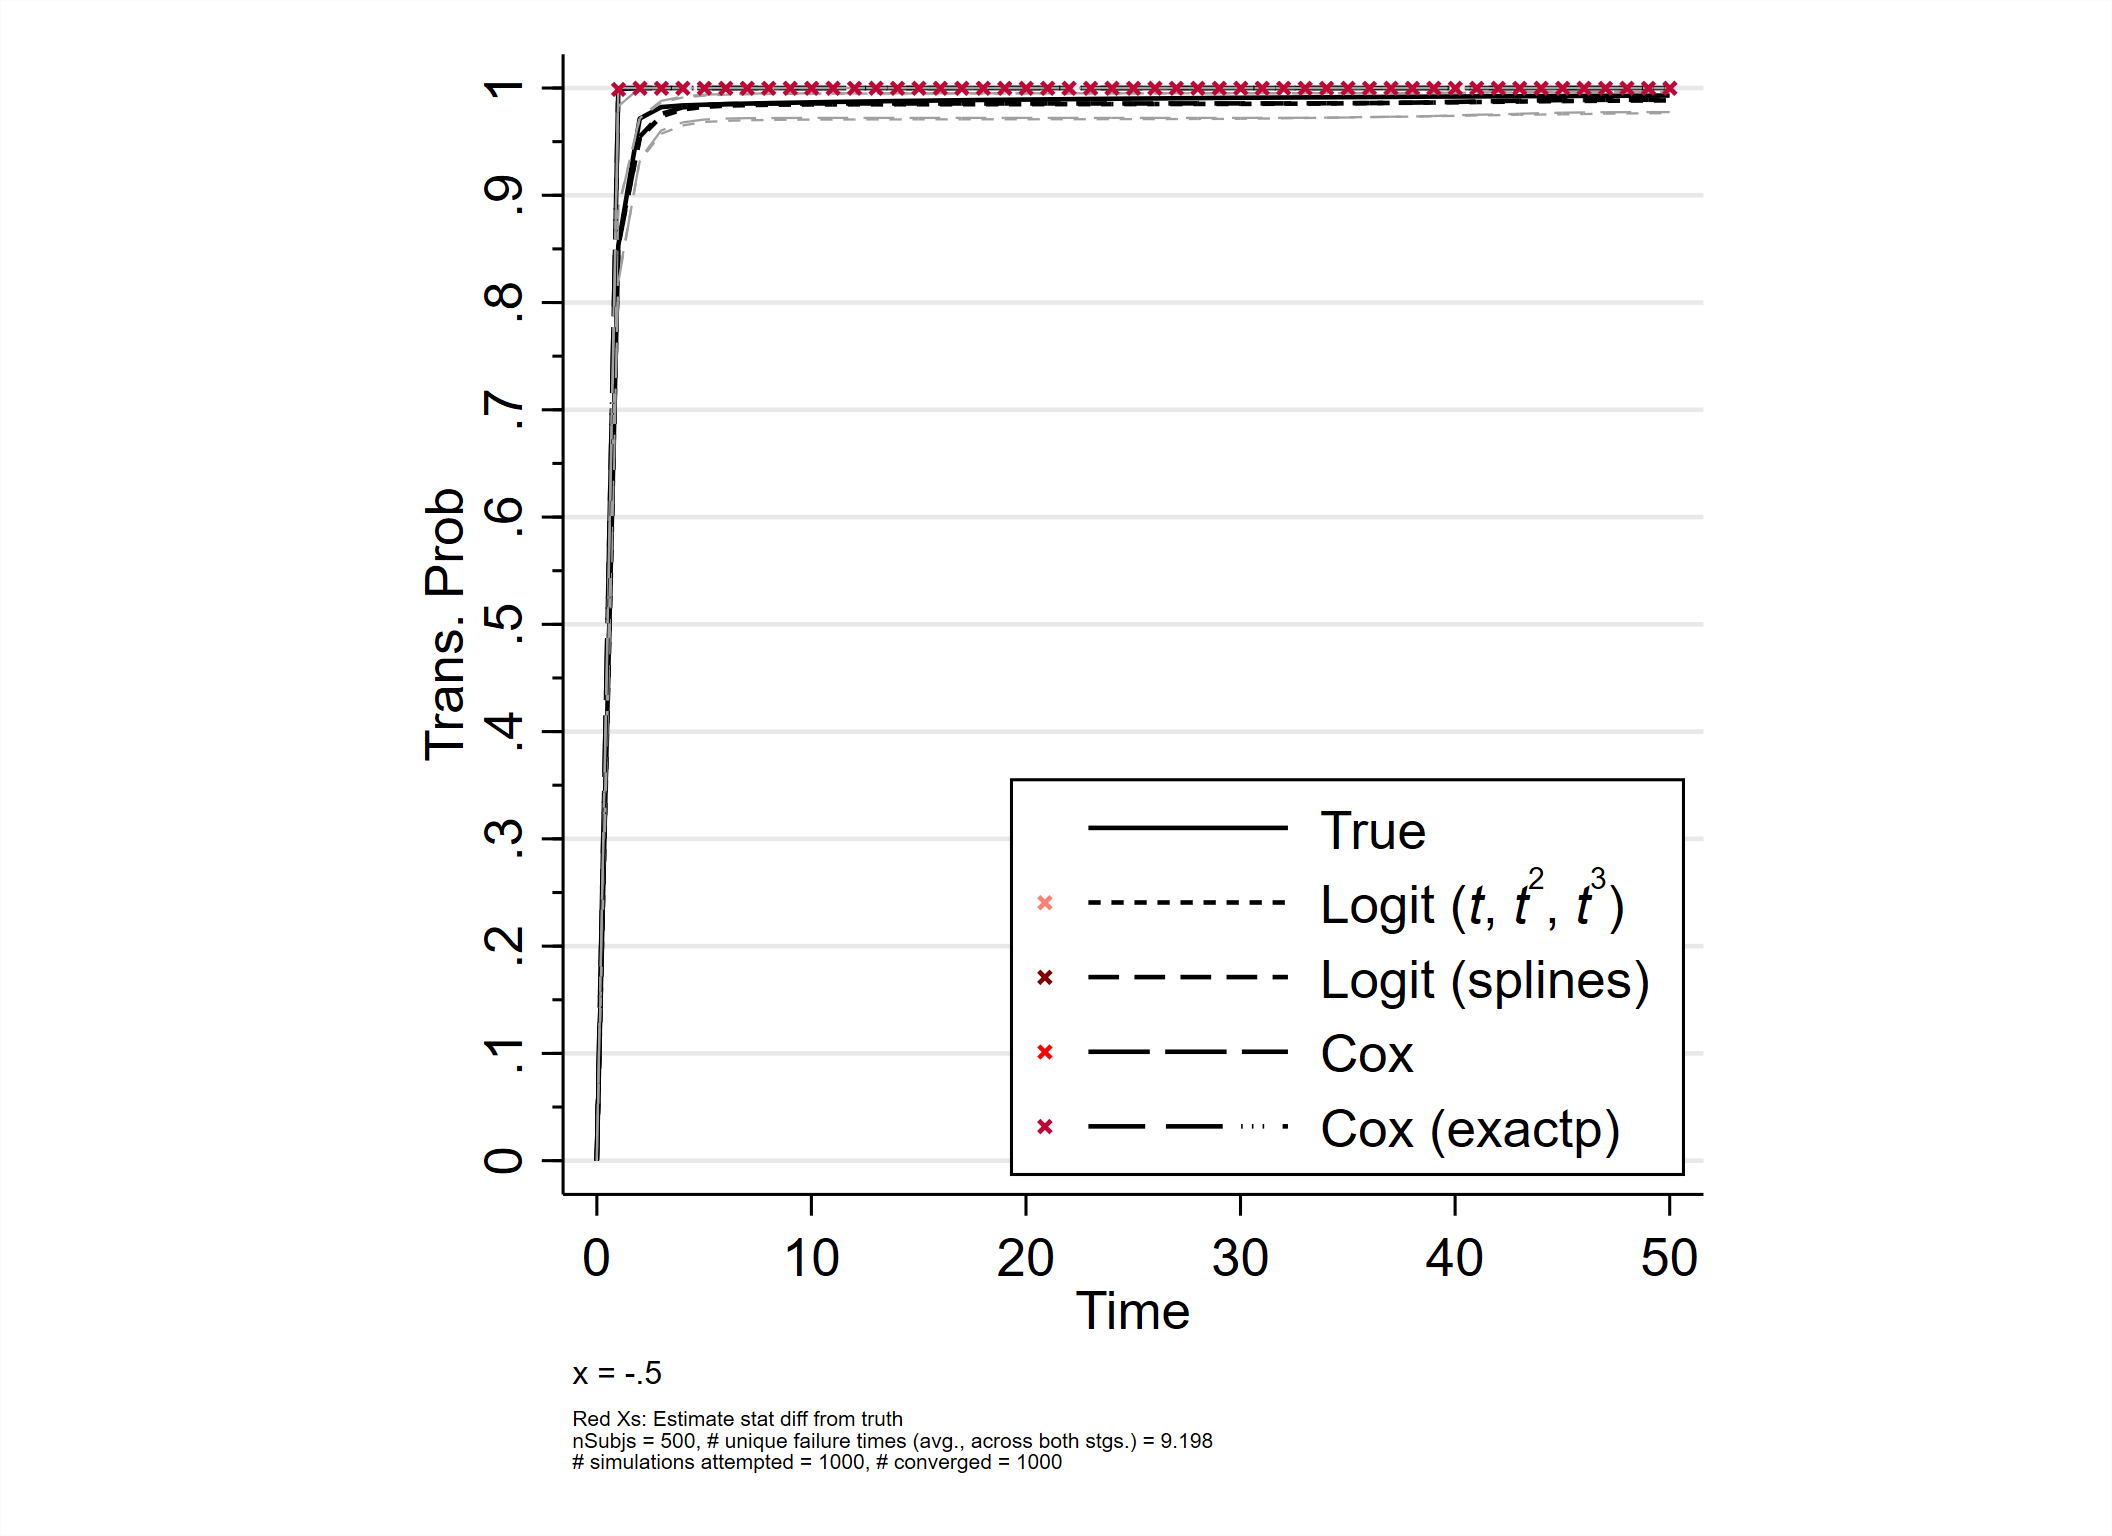 Trans. Prob
1
.9
.8
.7
.6
.5
.4
.3
.2
.1
0
True
Logit (t, t², t³)
Logit (splines)
Cox
Cox (exactp)
0 10 20 30 40 50
Time
x = -.5
Red Xs: Estimate stat diff from truth
nSubjs = 500, # unique failure times (avg., across both stgs.) = 9.198
# simulations attempted = 1000, # converged = 1000